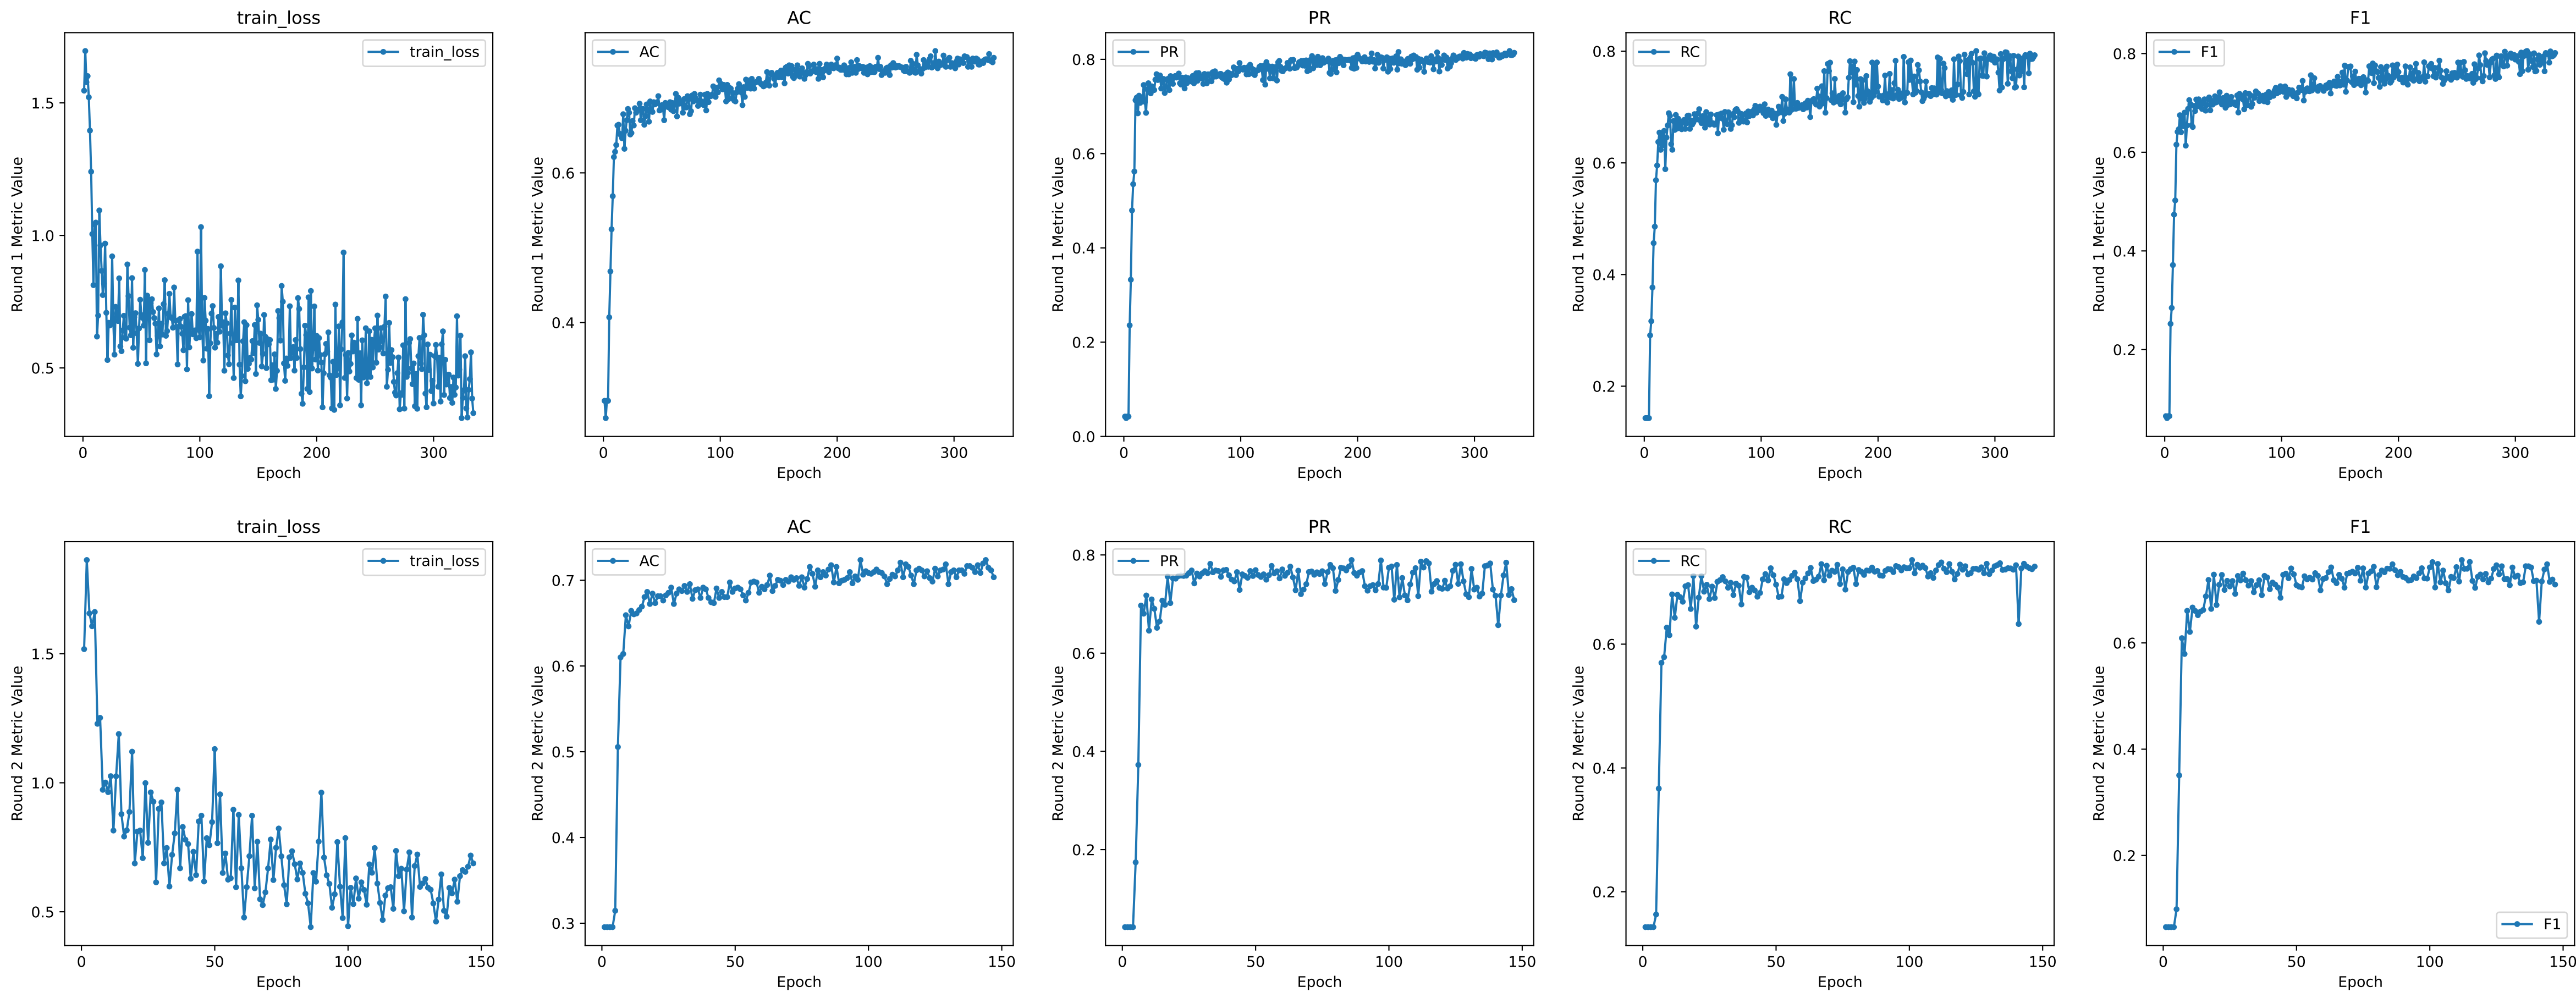 train_loss
AC
PR
RC
F1
Round 1 Metric Value
1.5
1.0
0.5
train_loss
0
100
200
300
Epoch
Round 1 Metric Value
0.6
0.4
AC
0
100
200
300
Epoch
Round 1 Metric Value
0.8
0.6
0.4
0.2
0.0
PR
0
100
200
300
Epoch
Round 1 Metric Value
0.8
0.6
0.4
0.2
RC
0
100
200
300
Epoch
Round 1 Metric Value
0.8
0.6
0.4
0.2
F1
0
100
200
300
Epoch
train_loss
AC
PR
RC
F1
Round 2 Metric Value
1.5
1.0
0.5
train_loss
0
50
100
150
Epoch
Round 2 Metric Value
0.7
0.6
0.5
0.4
0.3
AC
0
50
100
150
Epoch
Round 2 Metric Value
0.8
0.6
0.4
0.2
PR
0
50
100
150
Epoch
Round 2 Metric Value
0.6
0.4
0.2
RC
0
50
100
150
Epoch
Round 2 Metric Value
0.6
0.4
0.2
F1
0
50
100
150
Epoch